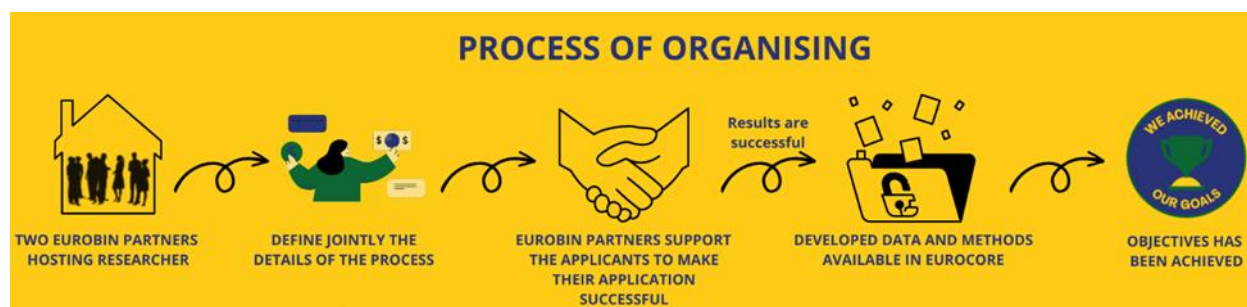 PROCESS OF ORGANISING
TWO EUROBIN PARTNERS
HOSTING RESEARCHER
DEFINE JOINTLY THE
DETAILS OF THE PROCESS
$ $
EUROBIN PARTNERS SUPPORT
THE APPLICANTS TO MAKE
THEIR APPLICATION
SUCCESSFUL
Results are
successful
DEVELOPED DATA AND METHODS
AVAILABLE IN EUROCORE
WE ACHIEVED
OUR GOALS
OBJECTIVES HAS
BEEN ACHIEVED